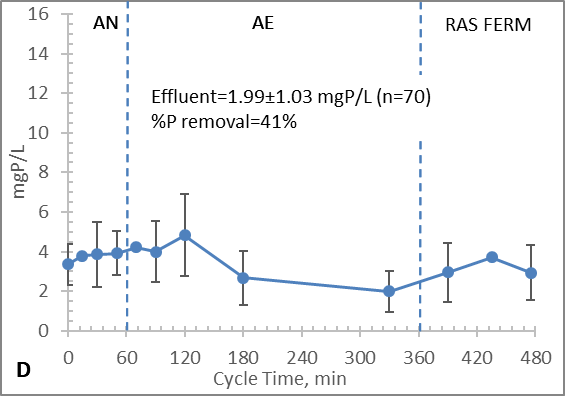 AN AE RAS FERM
Effluent=1.99±1.03 mgP/L (n=70)
%P removal=41%
mgP/L
16
14
12
10
8
6
4
2
0
0 60 120 180 240 300 360 420 480
Cycle Time, min
D